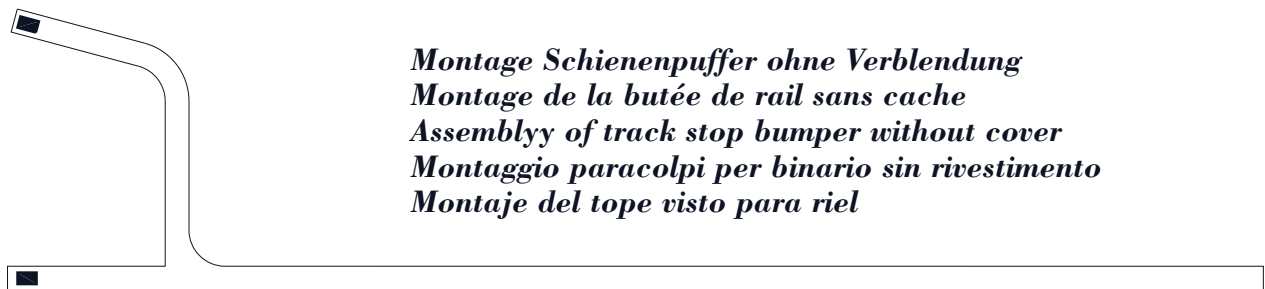 Montage Schienenpuffer ohne Verblendung
Montage de la butée de rail sans cache
Assemblyy of track stop bumper without cover
Montaggio paracolpi per binario sin rivestimento
Montaje del tope visto para riel